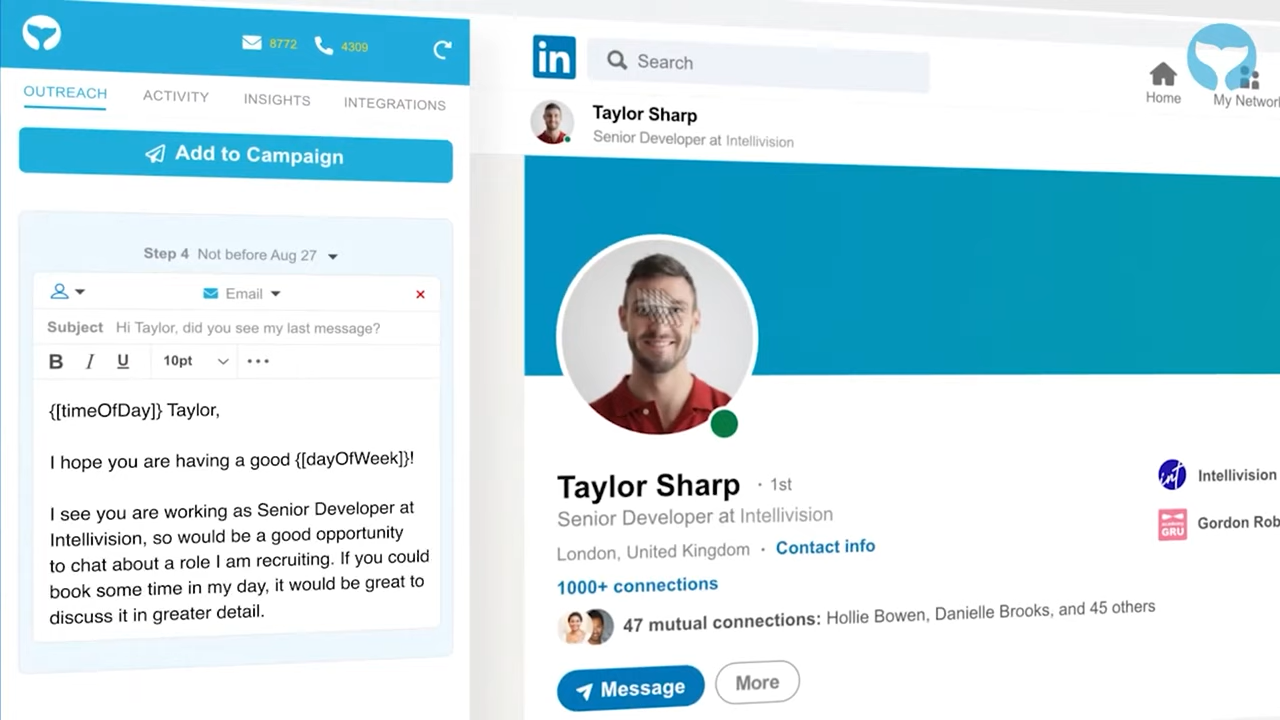 8772 4309
OUTREACH ACTIVITY INSIGHTS INTEGRATIONS
Add to Campaign
Step 4 Not before Aug 27
Email
Subject Hi Taylor, did you see my last message?
B I U 10pt
{[timeOfDay]} Taylor,
I hope you are having a good {[dayOfWeek]}!
I see you are working as Senior Developer at
Intellivision, so would be a good opportunity
to chat about a role I am recruiting. If you could
book some time in my day, it would be great to
discuss it in greater detail.
in Search
Home My Network
Taylor Sharp
Senior Developer at Intellivision
Taylor Sharp · 1st
Senior Developer at Intellivision
London, United Kingdom · Contact info
1000+ connections
47 mutual connections: Hollie Bowen, Danielle Brooks, and 45 others
Message More
int Intellivision
GRU Gordon Rob